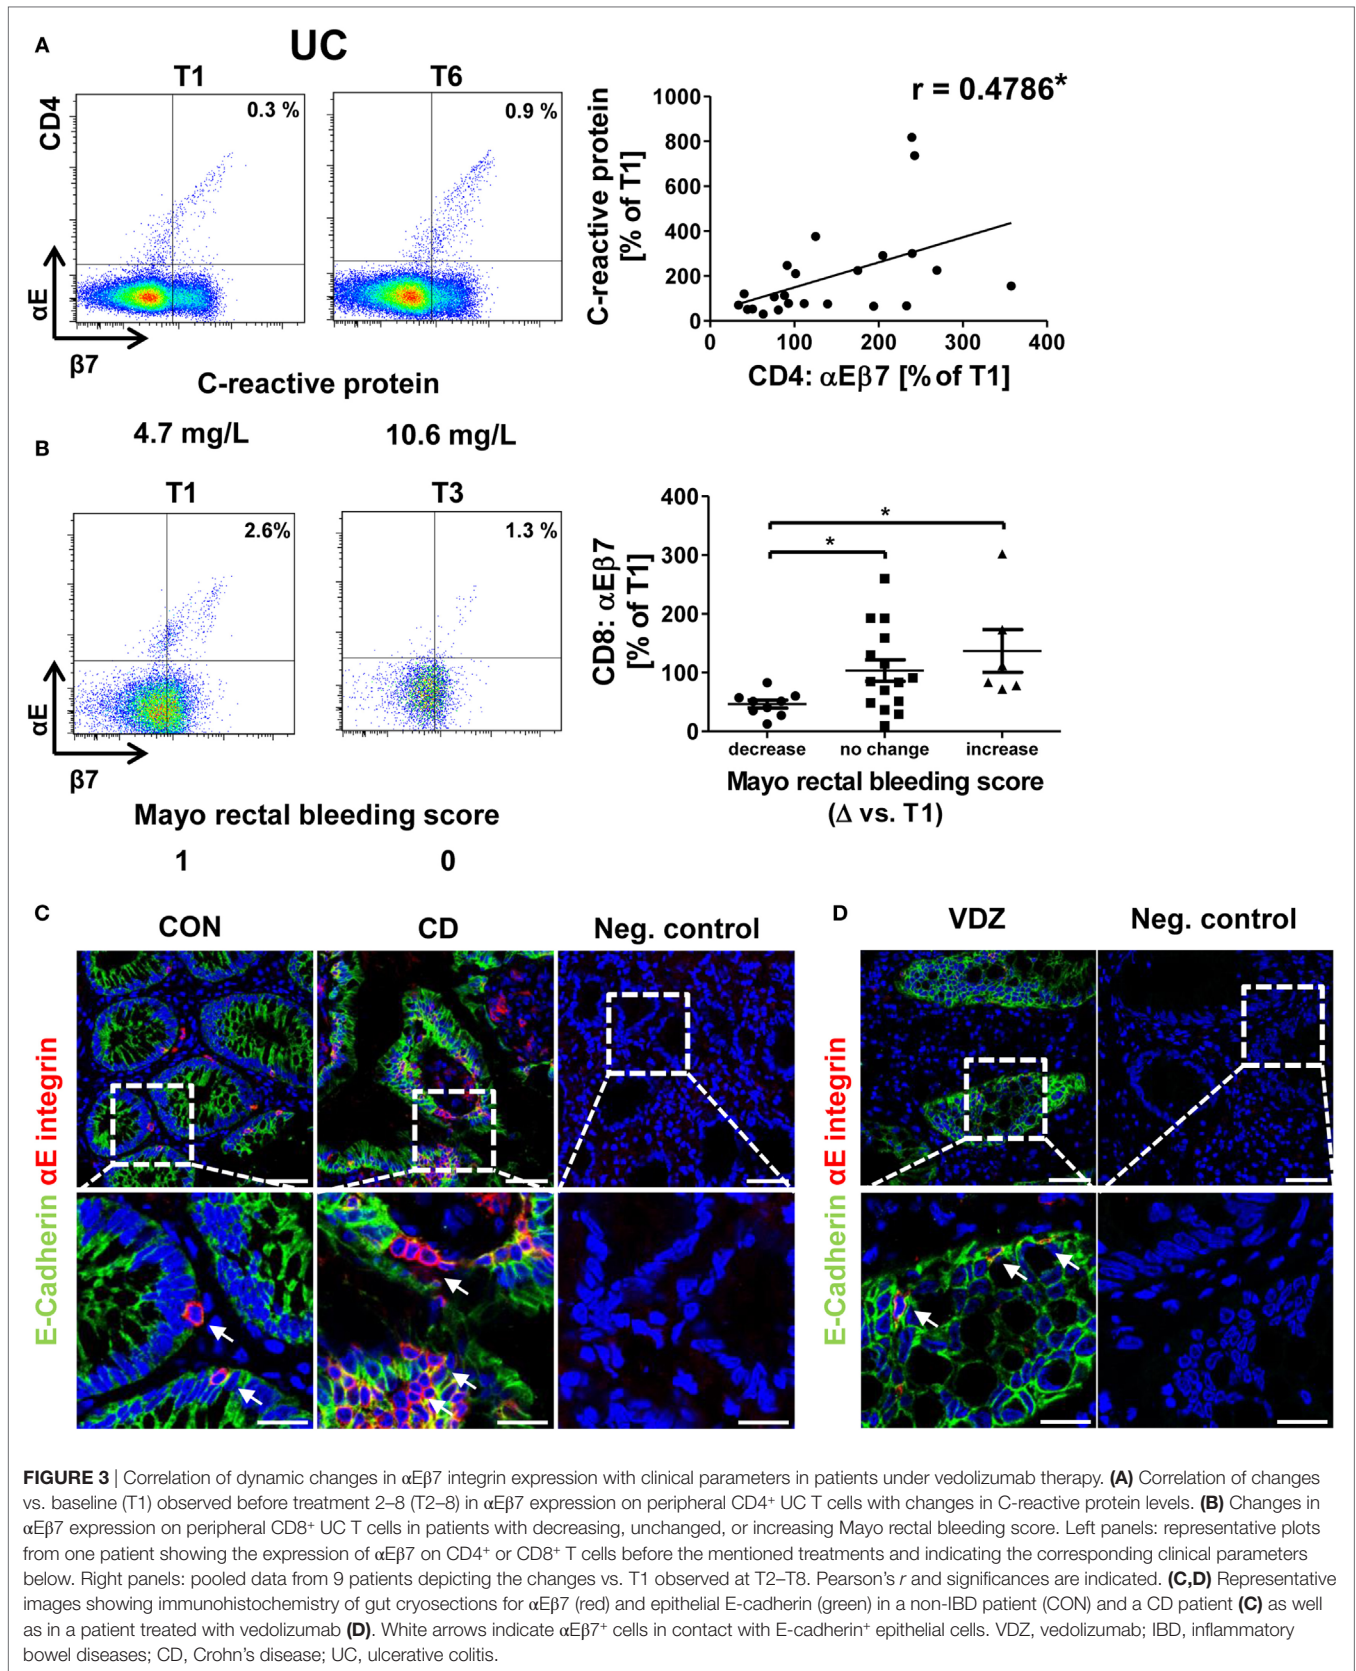 A
UC
T1
T6
CD4
0.3 %
0.9 %
αE
β7
C-reactive protein
4.7 mg/L
10.6 mg/L
r = 0.4786*
C-reactive protein
[% of T1]
1000
800
600
400
200
0
0
100
200
300
400
CD4: αEβ7 [% of T1]
B
T1
T3
2.6%
1.3 %
αE
β7
Mayo rectal bleeding score
1
0
CD8: αEβ7
[% of T1]
400
300
200
100
0
*
*
decrease
no change
increase
Mayo rectal bleeding score
(Δ vs. T1)
C
CON
CD
Neg. control
E-Cadherin αE integrin
D
VDZ
Neg. control
E-Cadherin αE integrin
FIGURE 3 | Correlation of dynamic changes in αEβ7 integrin expression with clinical parameters in patients under vedolizumab therapy. (A) Correlation of changes
vs. baseline (T1) observed before treatment 2–8 (T2–8) in αEβ7 expression on peripheral CD4⁺ UC T cells with changes in C-reactive protein levels. (B) Changes in
αEβ7 expression on peripheral CD8⁺ UC T cells in patients with decreasing, unchanged, or increasing Mayo rectal bleeding score. Left panels: representative plots
from one patient showing the expression of αEβ7 on CD4⁺ or CD8⁺ T cells before the mentioned treatments and indicating the corresponding clinical parameters
below. Right panels: pooled data from 9 patients depicting the changes vs. T1 observed at T2–T8. Pearson's r and significances are indicated. (C,D) Representative
images showing immunohistochemistry of gut cryosections for αEβ7 (red) and epithelial E-cadherin (green) in a non-IBD patient (CON) and a CD patient (C) as well
as in a patient treated with vedolizumab (D). White arrows indicate αEβ7⁺ cells in contact with E-cadherin⁺ epithelial cells. VDZ, vedolizumab; IBD, inflammatory
bowel diseases; CD, Crohn's disease; UC, ulcerative colitis.